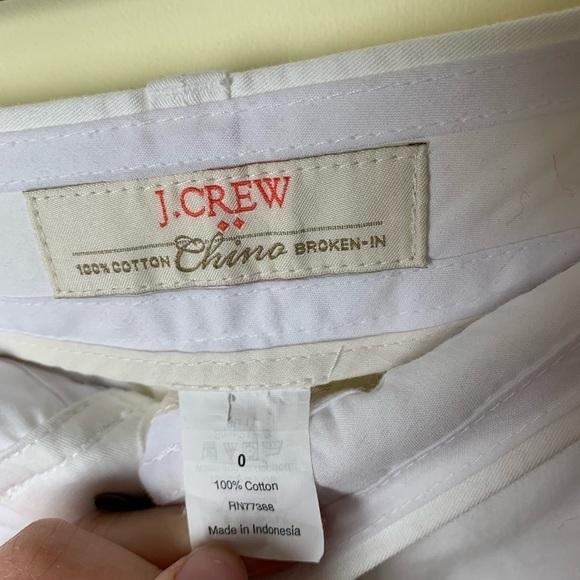 J.CREW
100% COTTON Chino BROKEN-IN
0
100% Cotton
RN77388
Made in Indonesia